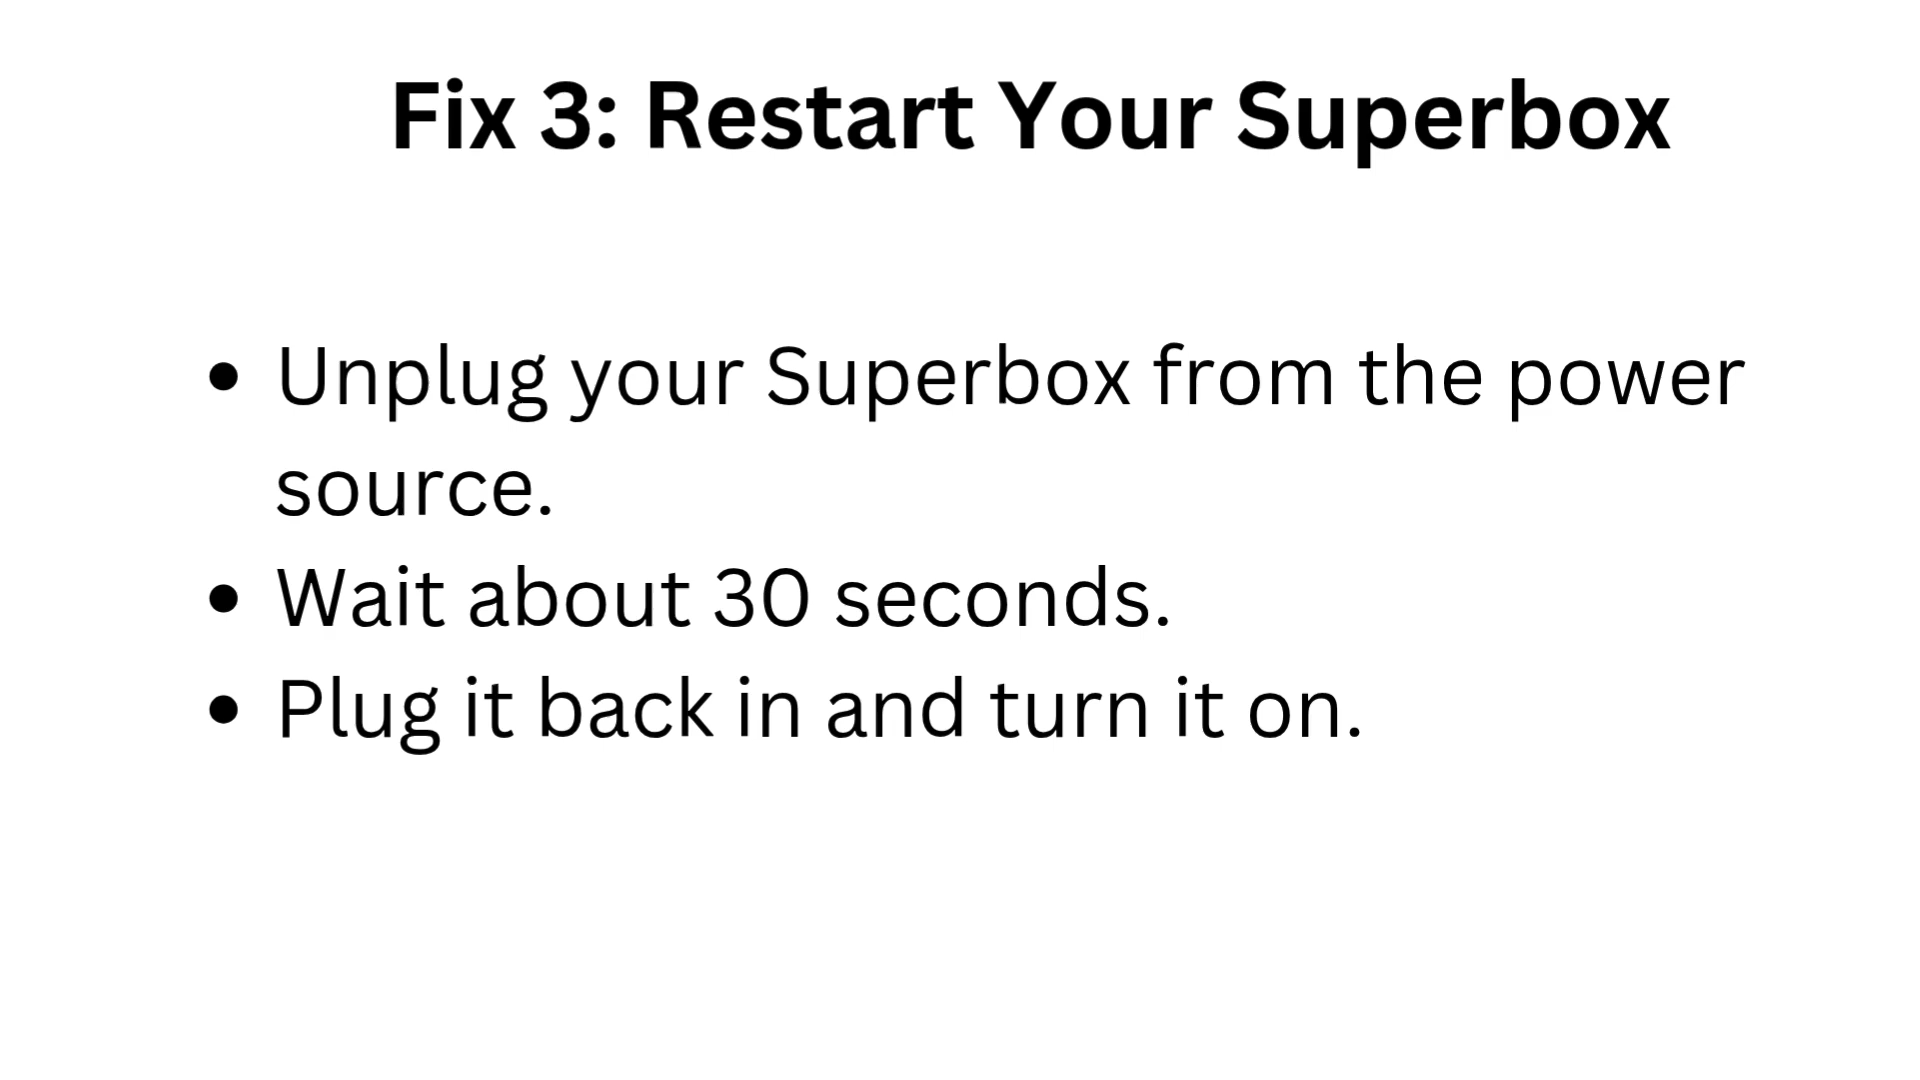 Fix 3: Restart Your Superbox
• Unplug your Superbox from the power
source.
• Wait about 30 seconds.
• Plug it back in and turn it on.